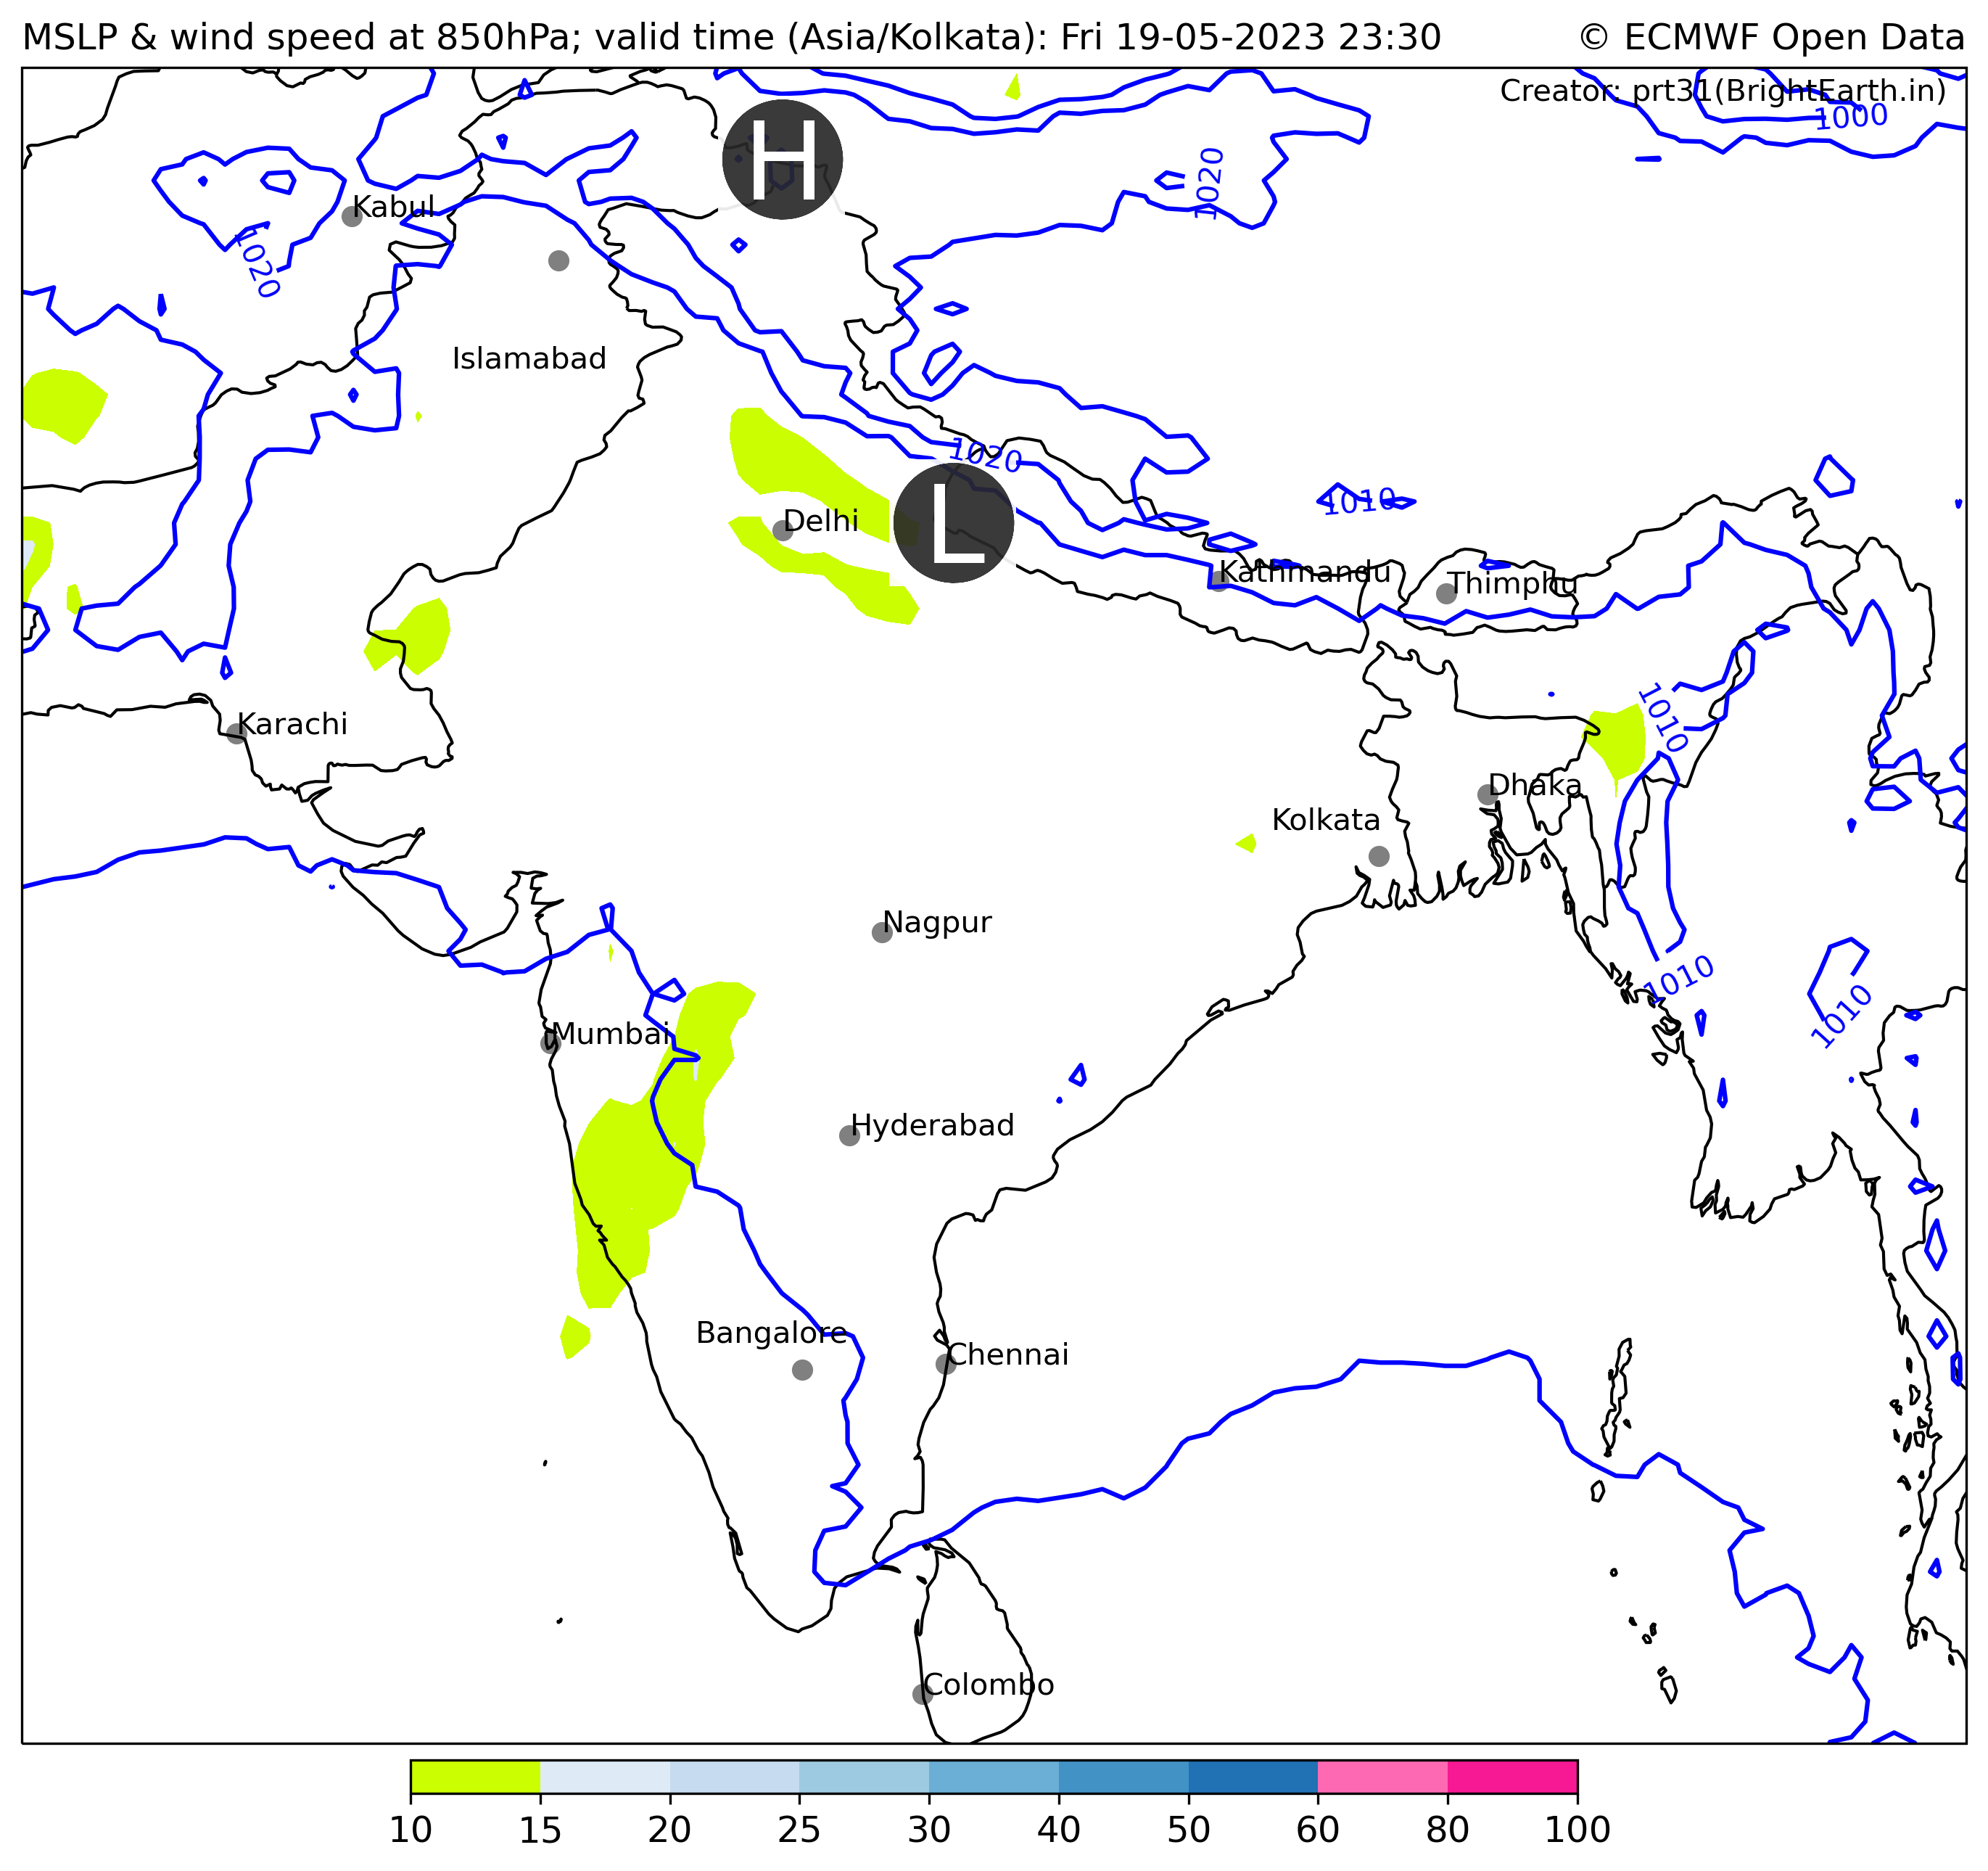 MSLP & wind speed at 850hPa; valid time (Asia/Kolkata): Fri 19-05-2023 23:30
© ECMWF Open Data
Creator: prt31(BrightEarth.in)
1000
H
1020
Kabul
1020
Islamabad
1020
L
1010
Delhi
Kathmandu
Thimphu
1010
Karachi
Dhaka
Kolkata
Nagpur
1010
1010
Mumbai
Hyderabad
Bangalore
Chennai
Colombo
10 15 20 25 30 40 50 60 80 100